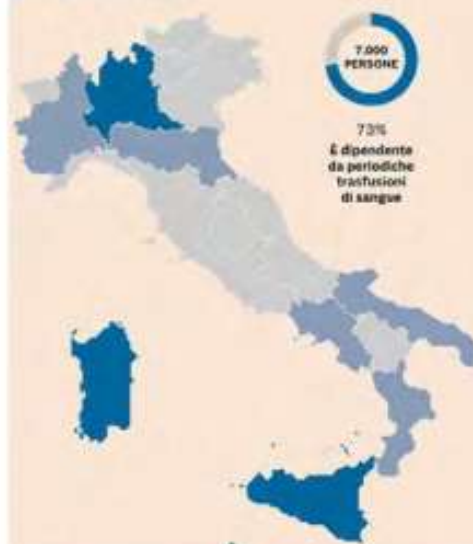 7.000
PERSONE
73%
è dipendente
da periodiche
trasfusioni
di sangue